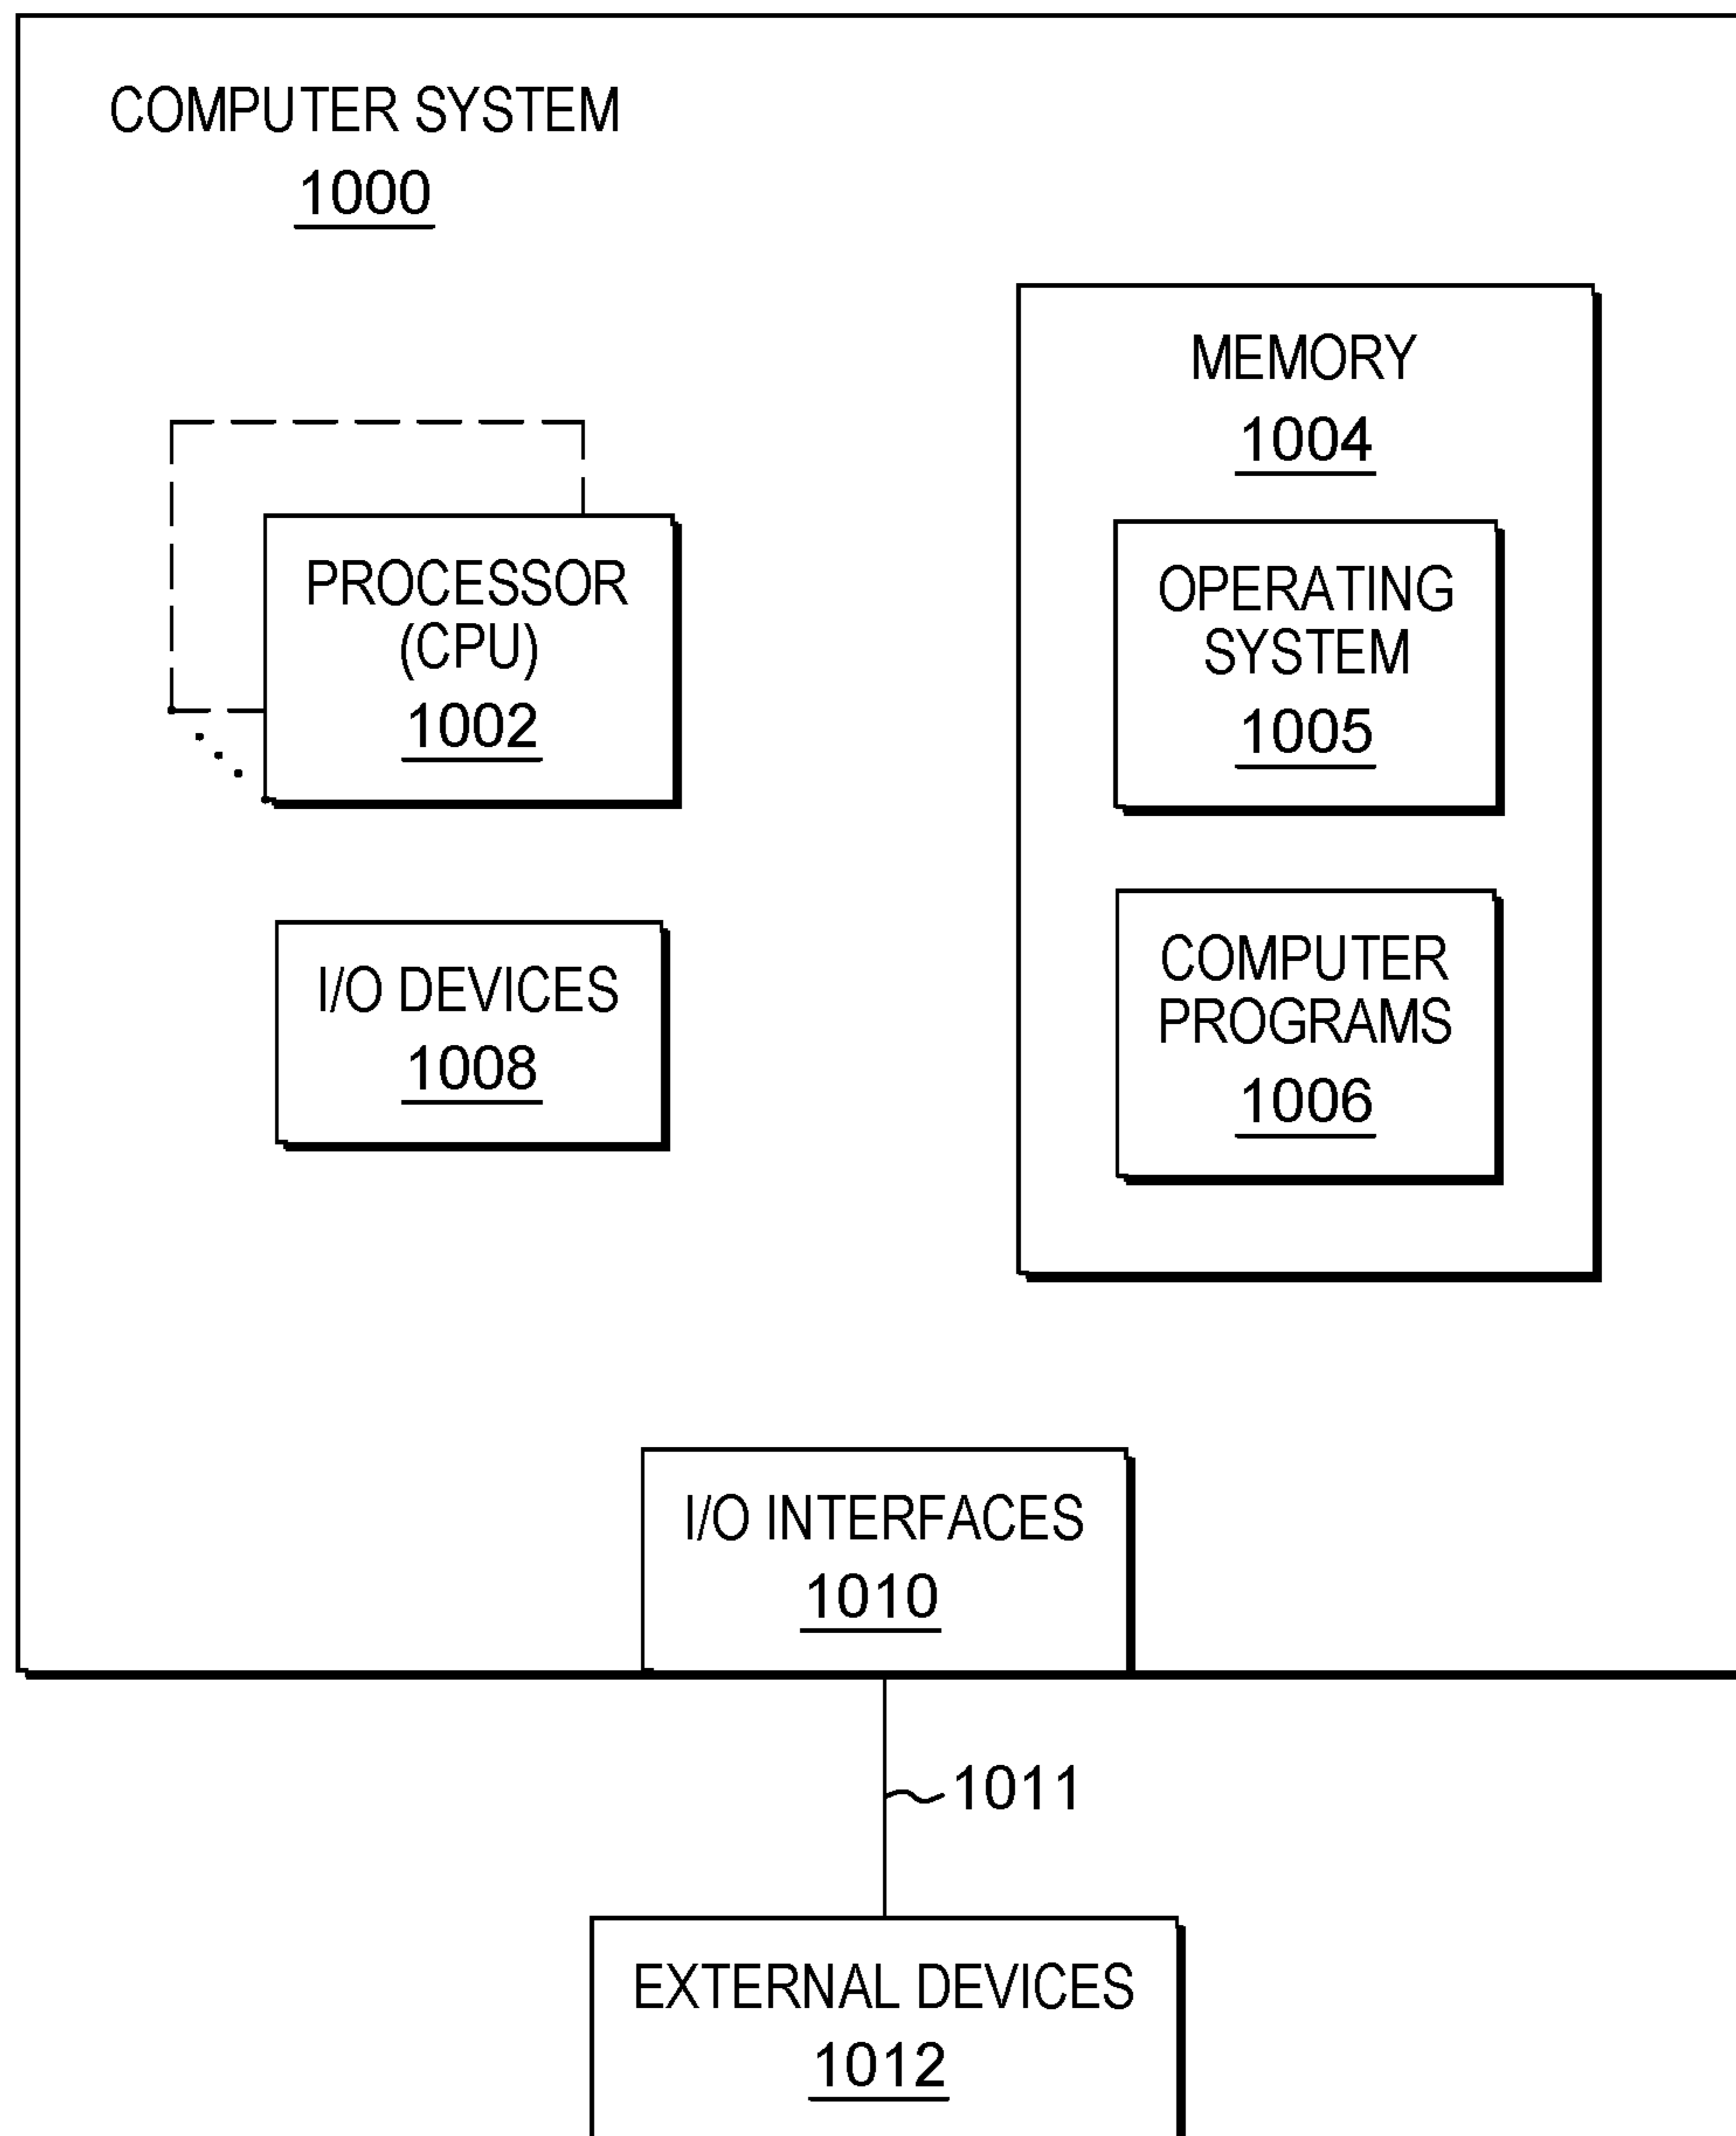 COMPUTER SYSTEM
1000
MEMORY
1004
PROCESSOR
(CPU)
1002
OPERATING
SYSTEM
1005
I/O DEVICES
1008
COMPUTER
PROGRAMS
1006
I/O INTERFACES
1010
1011
EXTERNAL DEVICES
1012